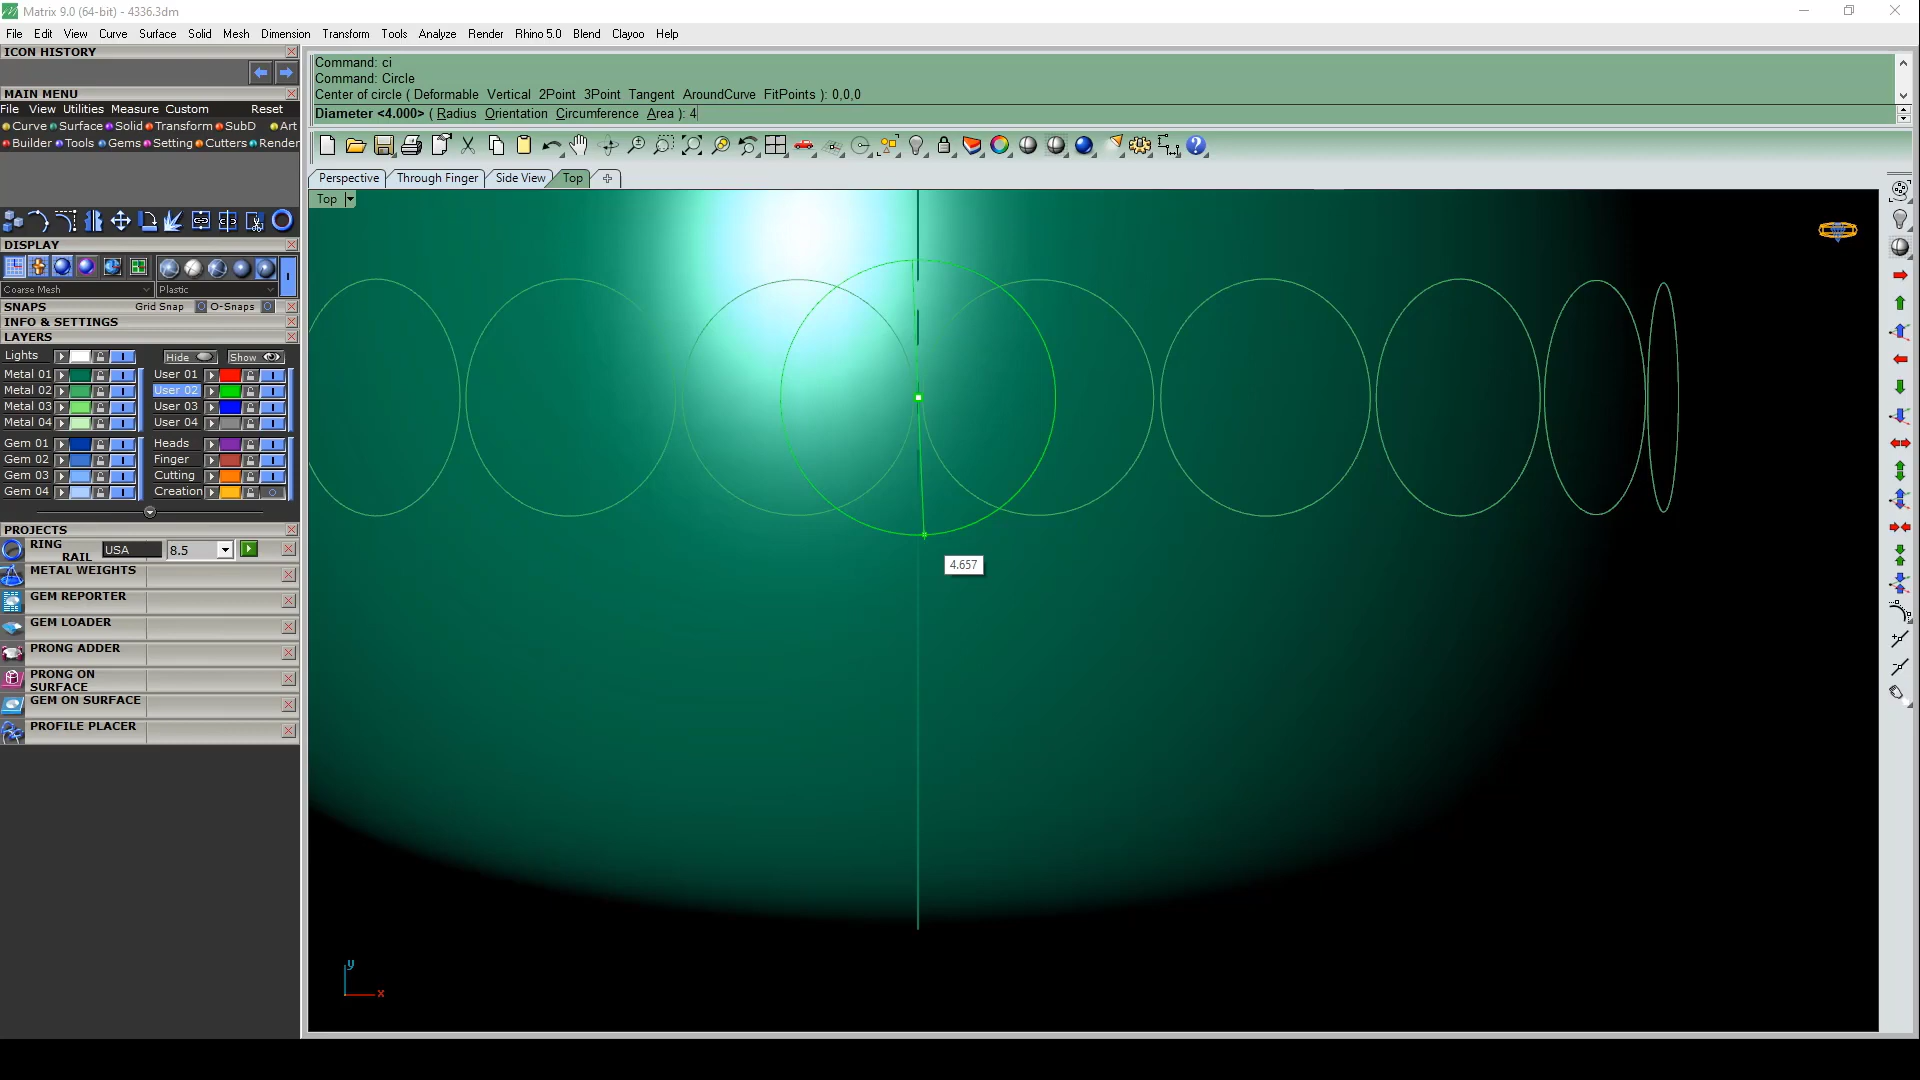 Matrix 9.0 (64-bit) - 4336.3dm
File Edit View Curve Surface Solid Mesh Dimension Transform Tools Analyze Render Rhino 5.0 Blend Clayoo Help
ICON HISTORY
Command: ci
Command: Circle
Center of circle ( Deformable Vertical 2Point 3Point Tangent AroundCurve FitPoints ): 0,0,0
Diameter <4.000> ( Radius Orientation Circumference Area ): 4
MAIN MENU
File View Utilities Measure Custom Reset
Curve Surface Solid Transform SubD Art
Builder Tools Gems Setting Cutters Render
Perspective Through Finger Side View Top
Top
DISPLAY
Coarse Mesh Plastic
SNAPS Grid Snap O-Snaps
INFO & SETTINGS
LAYERS
Lights Hide Show
Metal 01 User 01
Metal 02 User 02
Metal 03 User 03
Metal 04 User 04
Gem 01 Heads
Gem 02 Finger
Gem 03 Cutting
Gem 04 Creation
PROJECTS
RING RAIL USA 8.5
METAL WEIGHTS
GEM REPORTER
GEM LOADER
PRONG ADDER
PRONG ON
SURFACE
GEM ON SURFACE
PROFILE PLACER
4.657
y
x